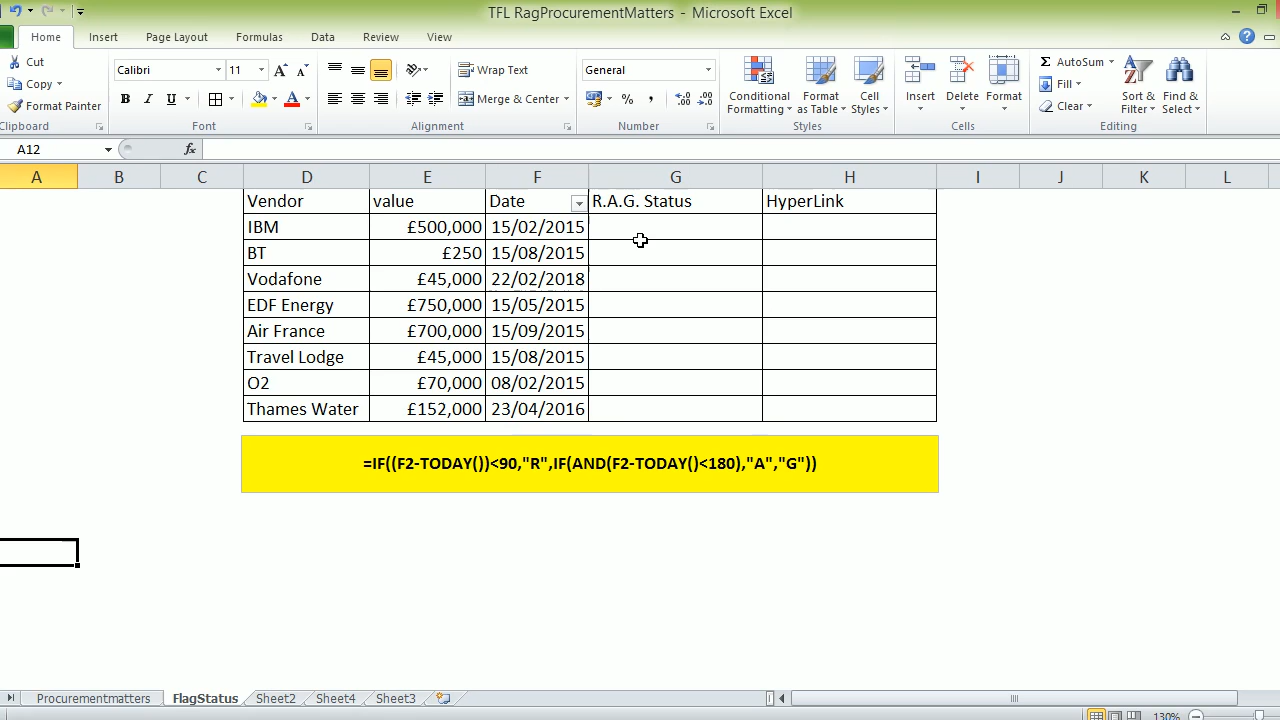 TFL RagProcurementMatters - Microsoft Excel
Home Insert Page Layout Formulas Data Review View
Cut
Copy
Format Painter
Clipboard
Calibri 11
B I U A
Font
Wrap Text
Merge & Center
Alignment
General
% ,
Number
Conditional Formatting
Format as Table
Cell Styles
Styles
Insert Delete Format
Cells
Σ AutoSum
Fill
Clear
Sort & Filter
Find & Select
Editing
A12 fx
A B C D E F G H I J K L
Vendor value Date R.A.G. Status HyperLink
IBM £500,000 15/02/2015
BT £250 15/08/2015
Vodafone £45,000 22/02/2018
EDF Energy £750,000 15/05/2015
Air France £700,000 15/09/2015
Travel Lodge £45,000 15/08/2015
O2 £70,000 08/02/2015
Thames Water £152,000 23/04/2016
=IF((F2-TODAY())<90,"R",IF(AND(F2-TODAY()<180),"A","G"))
Procurementmatters FlagStatus Sheet2 Sheet4 Sheet3
130%